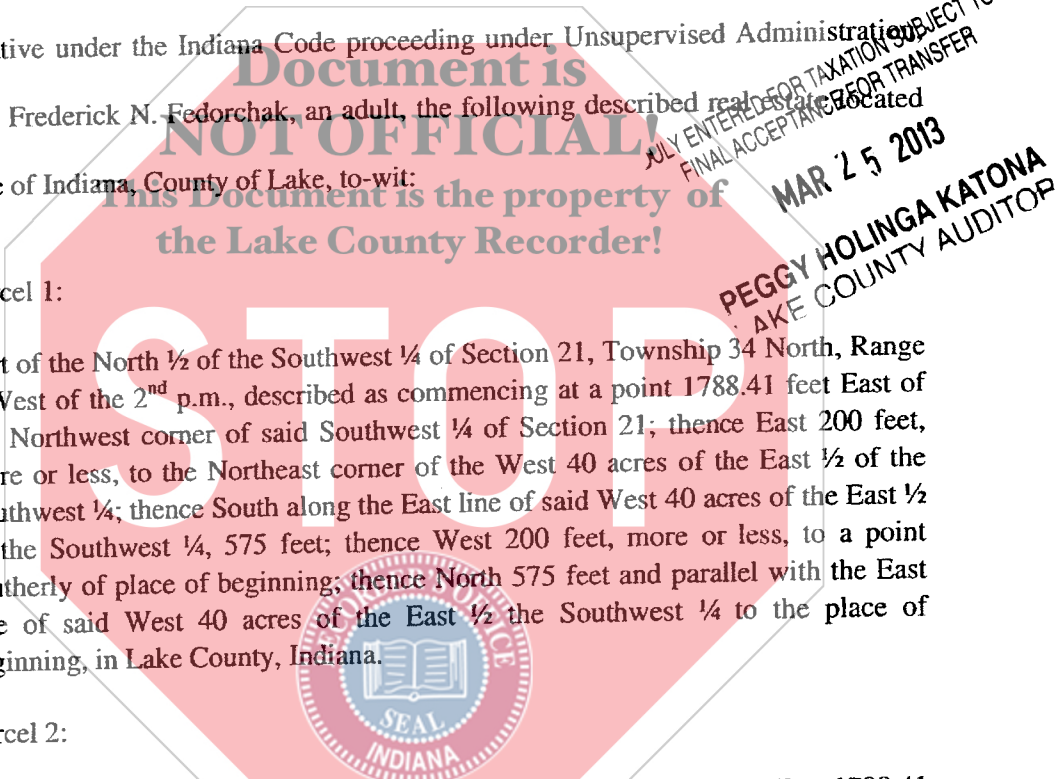 tive under the Indiana Code proceeding under Unsupervised Administration
Frederick N. Fedorchak, an adult, the following described real estate located
e of Indiana, County of Lake, to-wit:
Document is
NOT OFFICIAL!
This Document is the property of
the Lake County Recorder!
STOP
DULY ENTERED FOR TAXATION SUBJECT TO
FINAL ACCEPTANCE FOR TRANSFER
MAR 25 2013
PEGGY HOLINGA KATONA
LAKE COUNTY AUDITOR
cel 1:
t of the North ½ of the Southwest ¼ of Section 21, Township 34 North, Range
Vest of the 2nd p.m., described as commencing at a point 1788.41 feet East of
Northwest corner of said Southwest ¼ of Section 21; thence East 200 feet,
re or less, to the Northeast corner of the West 40 acres of the East ½ of the
uthwest ¼; thence South along the East line of said West 40 acres of the East ½
the Southwest ¼, 575 feet; thence West 200 feet, more or less, to a point
utherly of place of beginning; thence North 575 feet and parallel with the East
e of said West 40 acres of the East ½ the Southwest ¼ to the place of
ginning, in Lake County, Indiana.
RECORDER'S OFFICE
SEAL
INDIANA
rcel 2:
1788.41